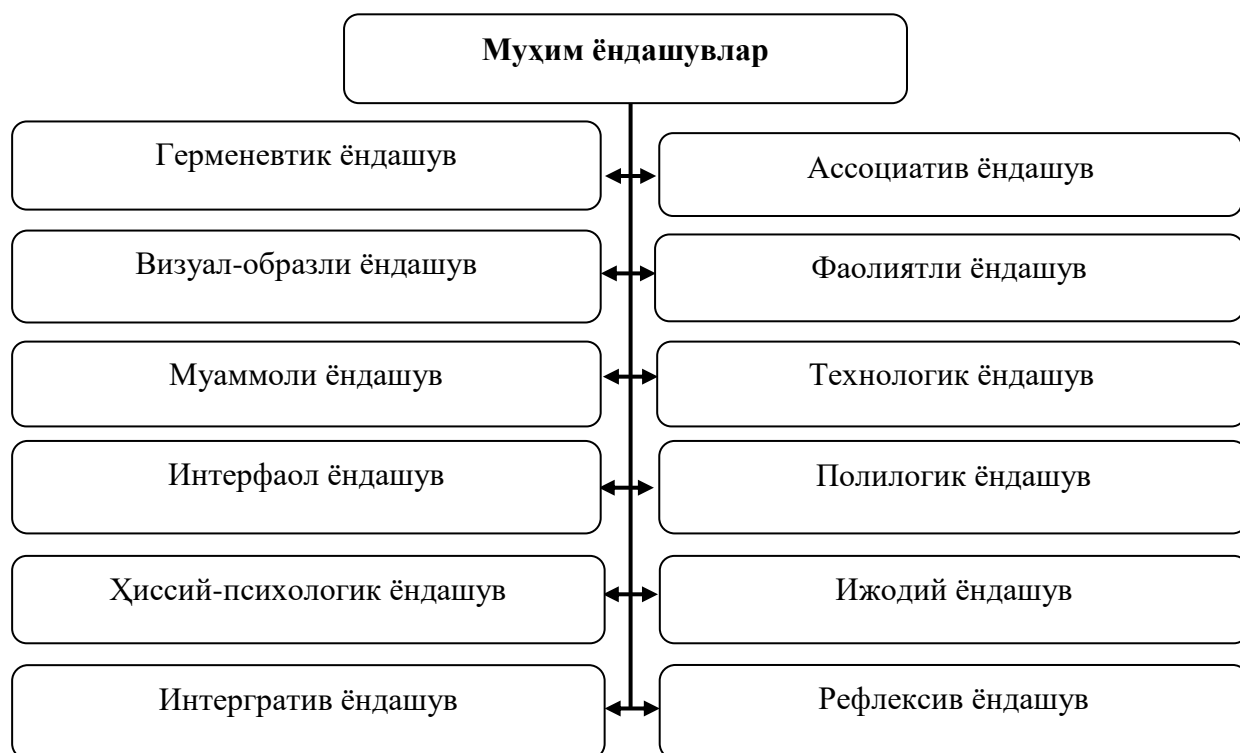 Муҳим ёндашувлар
Герменевтик ёндашув
Ассоциатив ёндашув
Визуал-образли ёндашув
Фаолиятли ёндашув
Муаммоли ёндашув
Технологик ёндашув
Интерфаол ёндашув
Полилогик ёндашув
Ҳиссий-психологик ёндашув
Ижодий ёндашув
Интергратив ёндашув
Рефлексив ёндашув